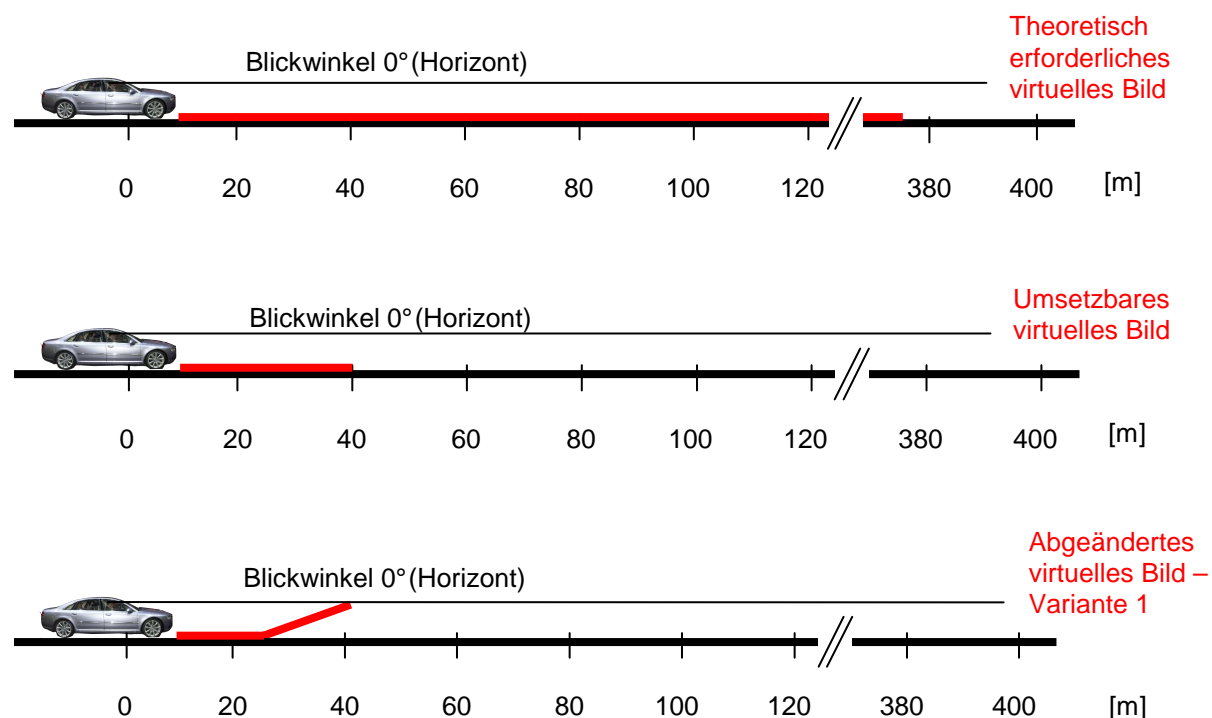 Theoretisch
erforderliches
virtuelles Bild
Blickwinkel 0° (Horizont)
0 20 40 60 80 100 120 380 400 [m]
Umsetzbares
virtuelles Bild
Blickwinkel 0° (Horizont)
0 20 40 60 80 100 120 380 400 [m]
Abgeändertes
virtuelles Bild –
Variante 1
Blickwinkel 0° (Horizont)
0 20 40 60 80 100 120 380 400 [m]